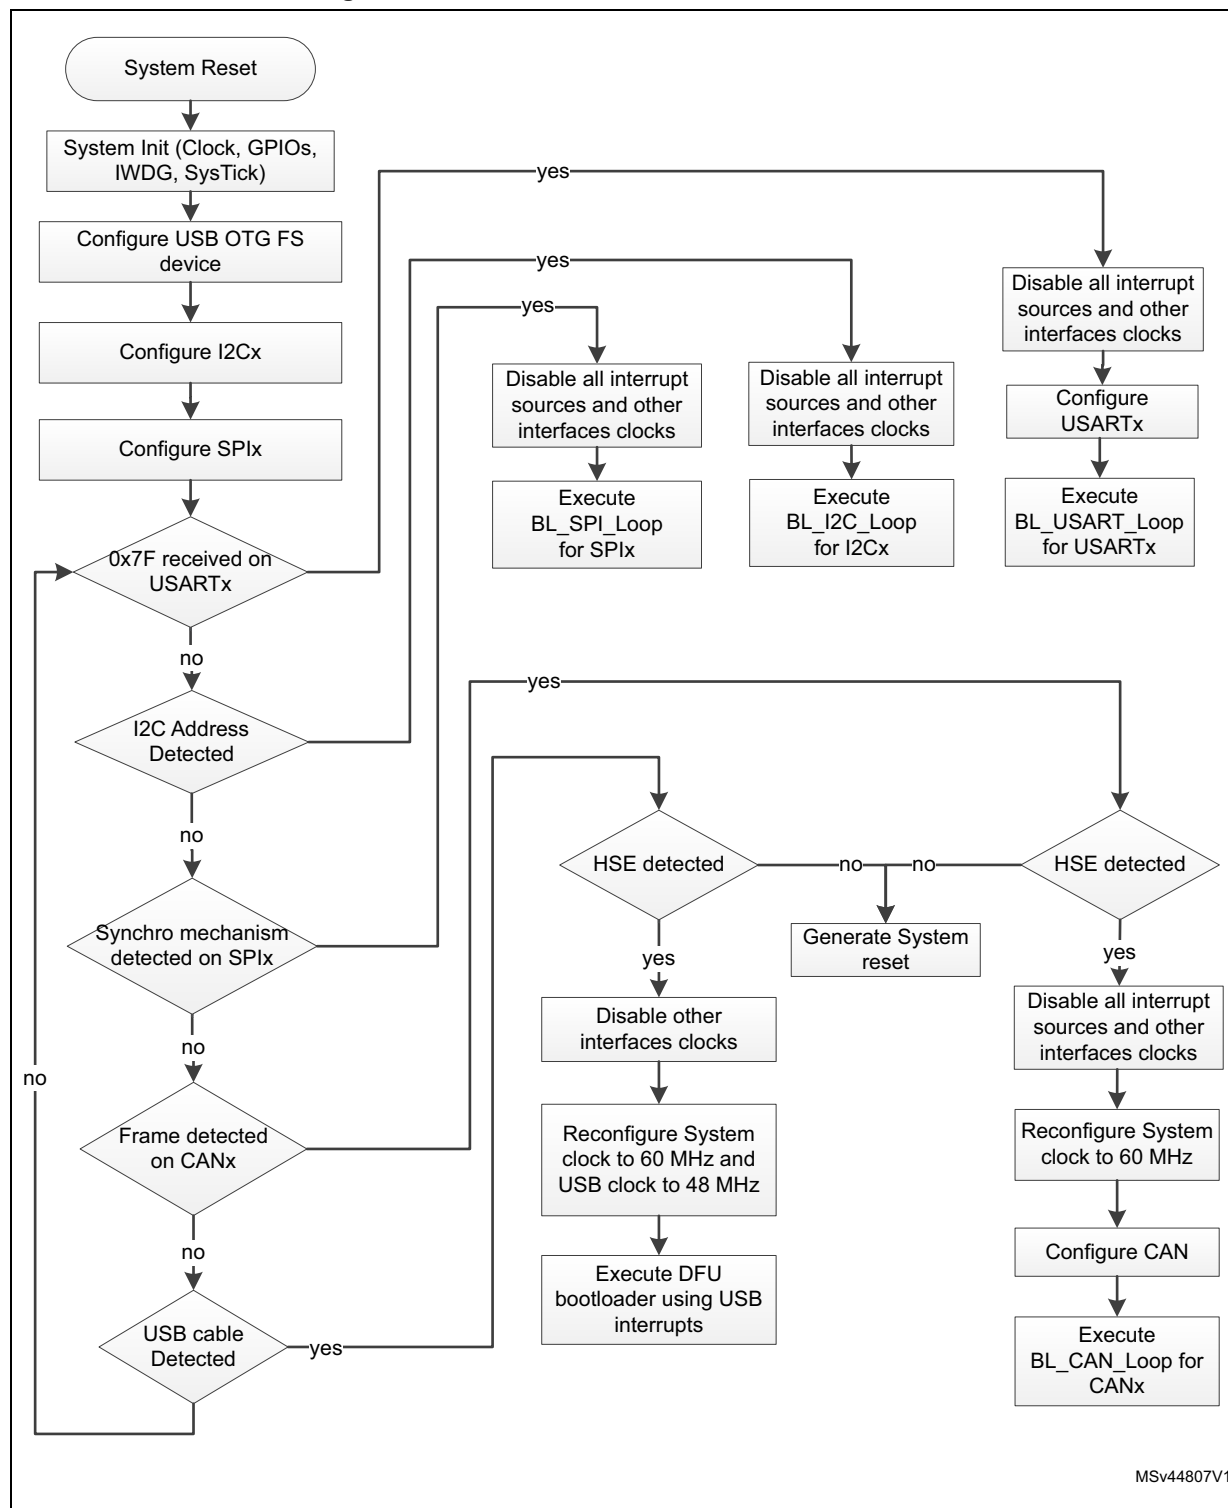 System Reset
System Init (Clock, GPIOs,
IWDG, SysTick)
Configure USB OTG FS
device
Configure I2Cx
Configure SPIx
0x7F received on
USARTx
no
I2C Address
Detected
no
Synchro mechanism
detected on SPIx
no
Frame detected
on CANx
no
USB cable
Detected
no
yes
yes
yes
Disable all interrupt
sources and other
interfaces clocks
Execute
BL_SPI_Loop
for SPIx
Disable all interrupt
sources and other
interfaces clocks
Execute
BL_I2C_Loop
for I2Cx
Disable all interrupt
sources and other
interfaces clocks
Configure
USARTx
Execute
BL_USART_Loop
for USARTx
yes
yes
HSE detected
no
no
HSE detected
Generate System
reset
yes
Disable other
interfaces clocks
Reconfigure System
clock to 60 MHz and
USB clock to 48 MHz
Execute DFU
bootloader using USB
interrupts
yes
Disable all interrupt
sources and other
interfaces clocks
Reconfigure System
clock to 60 MHz
Configure CAN
Execute
BL_CAN_Loop for
CANx
MSv44807V1